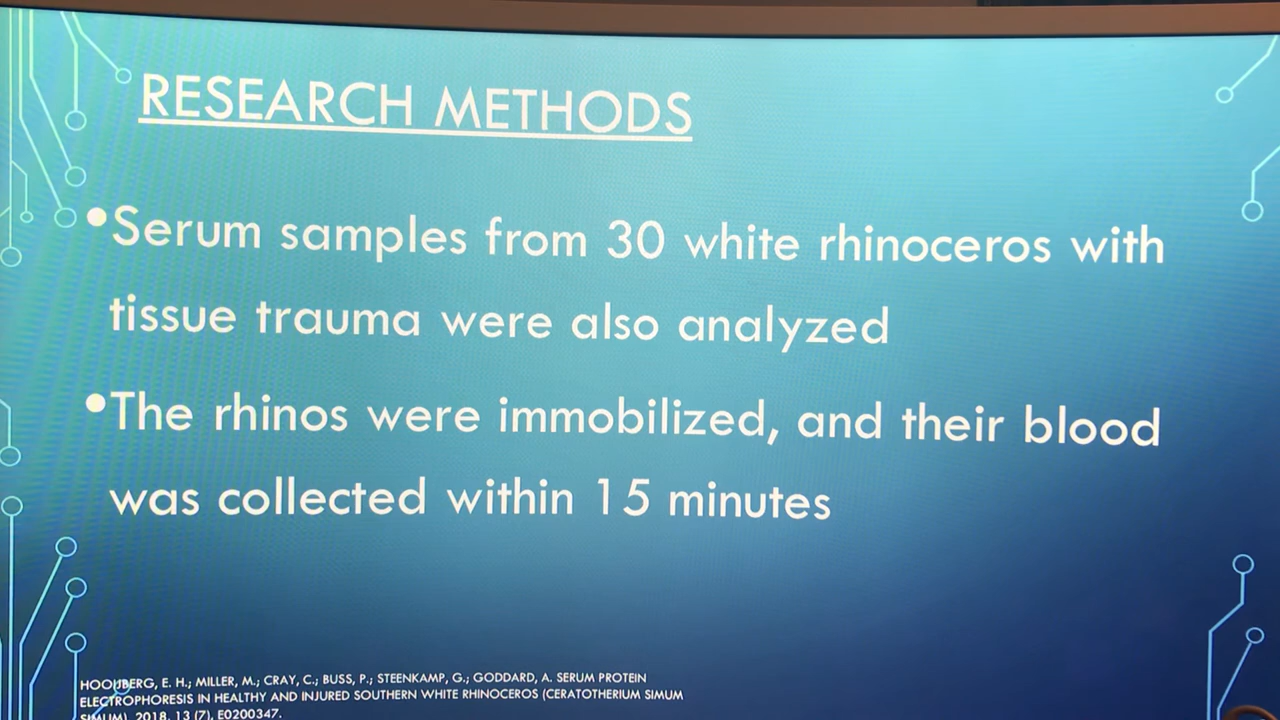 RESEARCH METHODS
•Serum samples from 30 white rhinoceros with
tissue trauma were also analyzed
•The rhinos were immobilized, and their blood
was collected within 15 minutes
HOOIJBERG, E. H.; MILLER, M.; CRAY, C.; BUSS, P.; STEENKAMP, G.; GODDARD, A. SERUM PROTEIN
ELECTROPHORESIS IN HEALTHY AND INJURED SOUTHERN WHITE RHINOCEROS (CERATOTHERIUM SIMUM
SIMUM). 2018, 13 (7), E0200347.